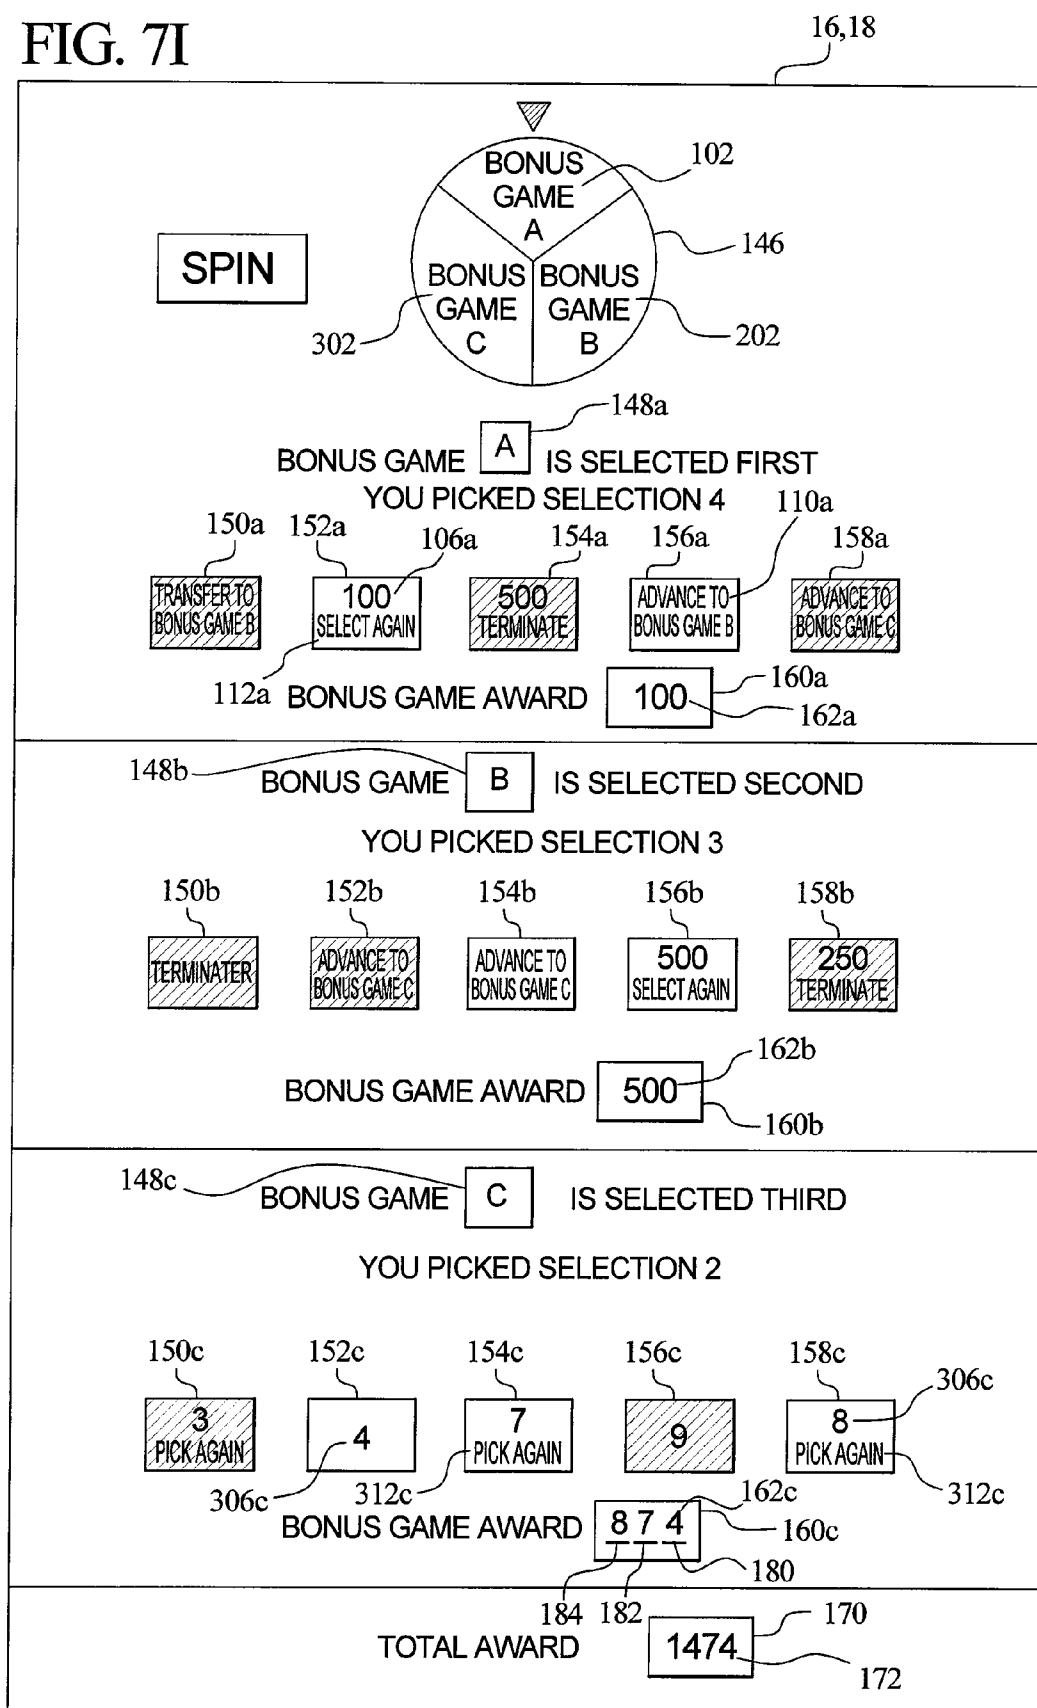 FIG. 7I
16,18
BONUS
GAME
A
102
146
SPIN
BONUS
GAME
C
BONUS
GAME
B
302
202
148a
BONUS GAME A IS SELECTED FIRST
YOU PICKED SELECTION 4
150a 152a 106a 154a 156a 110a 158a
TRANSFER TO
BONUS GAME B
100
SELECT AGAIN
500
TERMINATE
ADVANCE TO
BONUS GAME B
ADVANCE TO
BONUS GAME C
112a
BONUS GAME AWARD 100
160a
162a
148b
BONUS GAME B IS SELECTED SECOND
YOU PICKED SELECTION 3
150b 152b 154b 156b 158b
TERMINATER
ADVANCE TO
BONUS GAME C
ADVANCE TO
BONUS GAME C
500
SELECT AGAIN
250
TERMINATE
162b
BONUS GAME AWARD 500
160b
148c
BONUS GAME C IS SELECTED THIRD
YOU PICKED SELECTION 2
150c 152c 154c 156c 158c
306c
3
PICK AGAIN
4
7
PICK AGAIN
9
8
PICK AGAIN
306c 312c 312c
162c
BONUS GAME AWARD 8 7 4
160c
184 182 180
TOTAL AWARD 1474
170
172